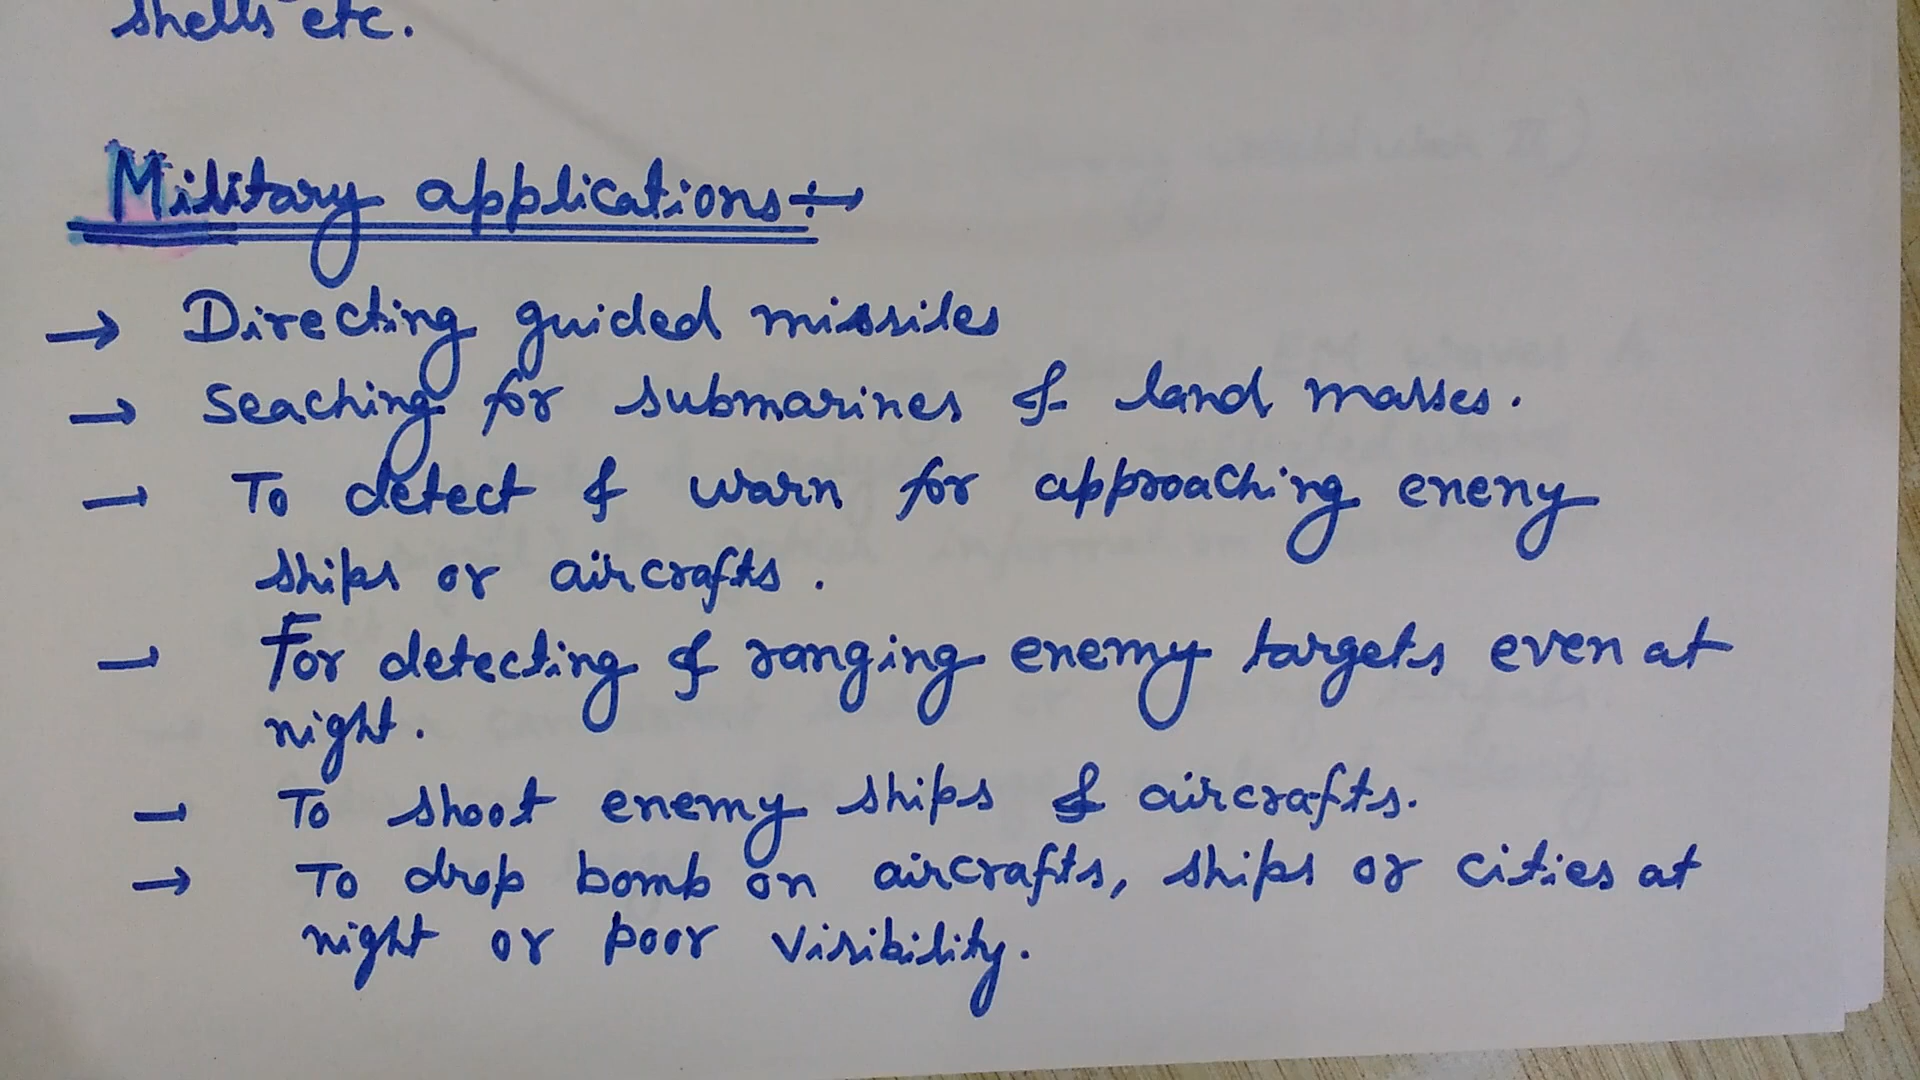 shells etc.
Military applications :→
→ Directing guided missiles
→ Seaching for submarines & land masses.
→ To detect & warn for approaching eneny
ships or aircrafts.
→ For detecting & ranging enemy targets even at
night.
→ To shoot enemy ships & aircrafts.
→ To drop bomb on aircrafts, ships or cities at
night or poor visibility.